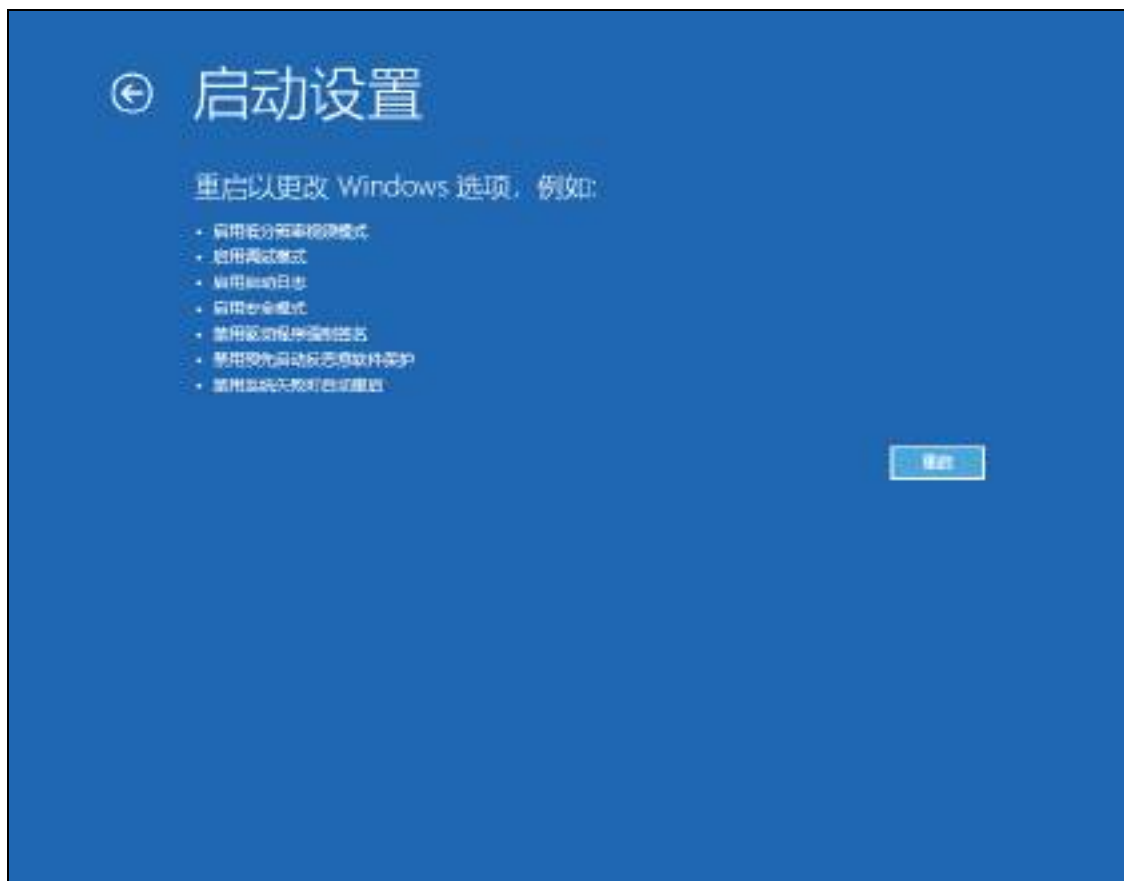 启动设置
重启以更改 Windows 选项，例如:
• 启用低分辨率视频模式
• 启用调试模式
• 启用启动日志
• 启用安全模式
• 禁用驱动程序强制签名
• 禁用预先启动反恶意软件保护
• 禁用系统失败时自动重启
重启